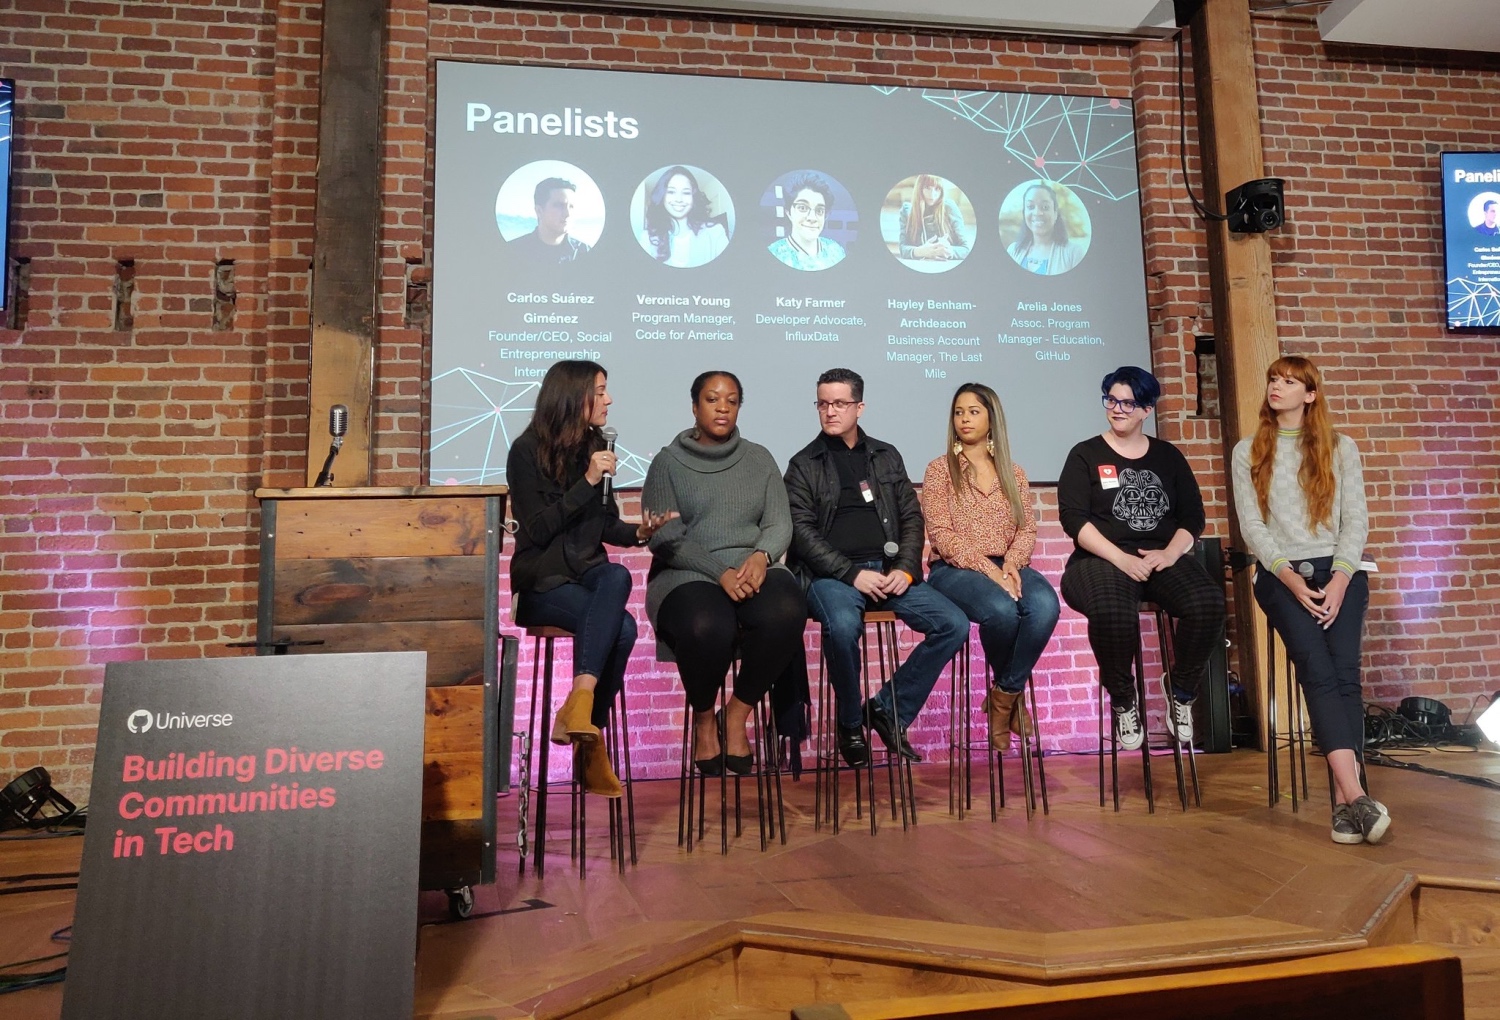 Panelists
Carlos Suárez
Giménez
Founder/CEO, Social
Entrepreneurship
Veronica Young
Program Manager,
Code for America
Katy Farmer
Developer Advocate,
InfluxData
Hayley Benham-
Archdeacon
Business Account
Manager, The Last
Mile
Arelia Jones
Assoc. Program
Manager - Education,
GitHub
Universe
Building Diverse
Communities
in Tech